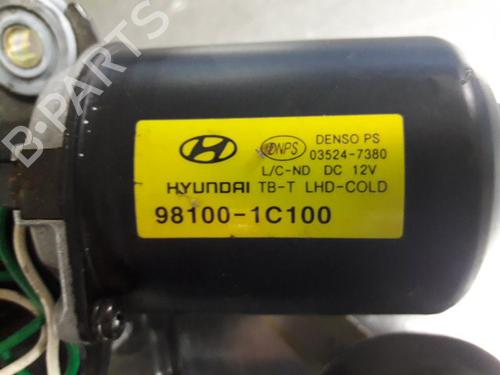 B-PARTS
DNPS
DENSO PS
03524-7380
L/C-ND DC 12V
HYUNDAI TB-T LHD-COLD
98100-1C100